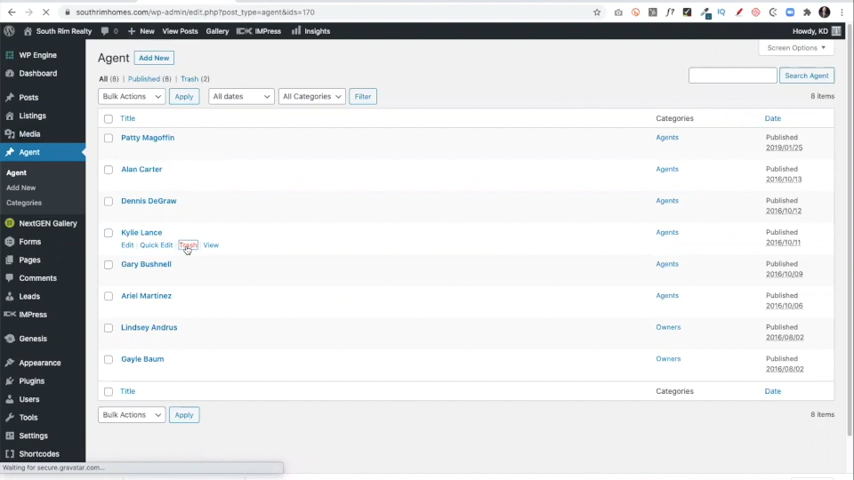 southrimhomes.com/wp-admin/edit.php?post_type=agent&ids=170
South Rim Realty 0 New View Posts Gallery IMPress Insights Howdy, KD
WP Engine
Dashboard
Posts
Listings
Media
Agent
Agent
Add New
Categories
NextGEN Gallery
Forms
Pages
Comments
Leads
IMPress
Genesis
Appearance
Plugins
Users
Tools
Settings
Shortcodes
Screen Options
Agent Add New
All (8) | Published (8) | Trash (2)
Search Agent
Bulk Actions Apply All dates All Categories Filter 8 items
Title Categories Date
Patty Magoffin Agents Published
2019/01/25
Alan Carter Agents Published
2016/10/13
Dennis DeGraw Agents Published
2016/10/12
Kylie Lance Agents Published
Edit | Quick Edit | Trash | View 2016/10/11
Gary Bushnell Agents Published
2016/10/09
Ariel Martinez Agents Published
2016/10/06
Lindsey Andrus Owners Published
2016/08/02
Gayle Baum Owners Published
2016/08/02
Title Categories Date
Bulk Actions Apply 8 items
Waiting for secure.gravatar.com...